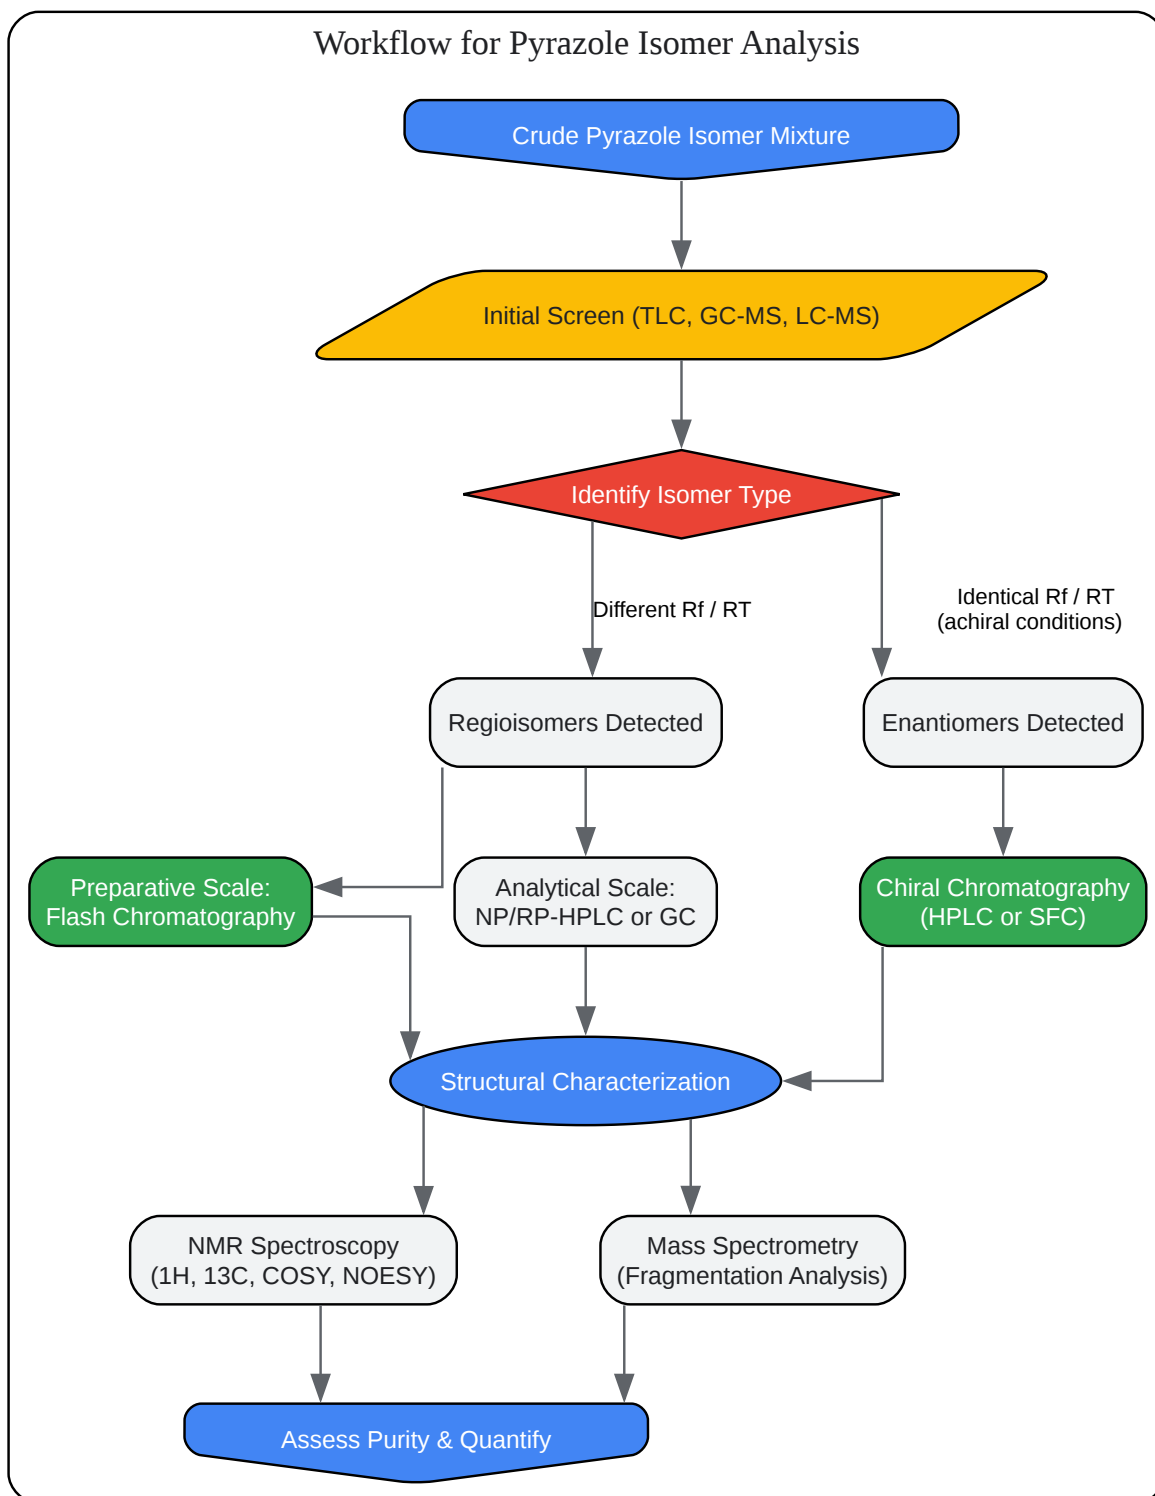 Workflow for Pyrazole Isomer Analysis
Crude Pyrazole Isomer Mixture
Initial Screen (TLC, GC-MS, LC-MS)
Identify Isomer Type
Different Rf / RT
Identical Rf / RT
(achiral conditions)
Regioisomers Detected
Enantiomers Detected
Preparative Scale:
Flash Chromatography
Analytical Scale:
NP/RP-HPLC or GC
Chiral Chromatography
(HPLC or SFC)
Structural Characterization
NMR Spectroscopy
(1H, 13C, COSY, NOESY)
Mass Spectrometry
(Fragmentation Analysis)
Assess Purity & Quantify